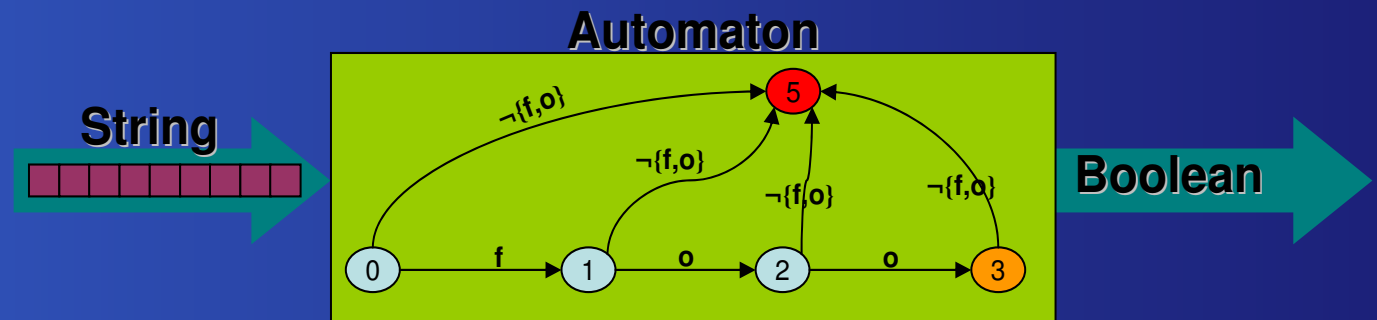 Automaton
String
Boolean
¬{f,o}
5
¬{f,o}
¬{f,o}
¬{f,o}
0
f
1
o
2
o
3